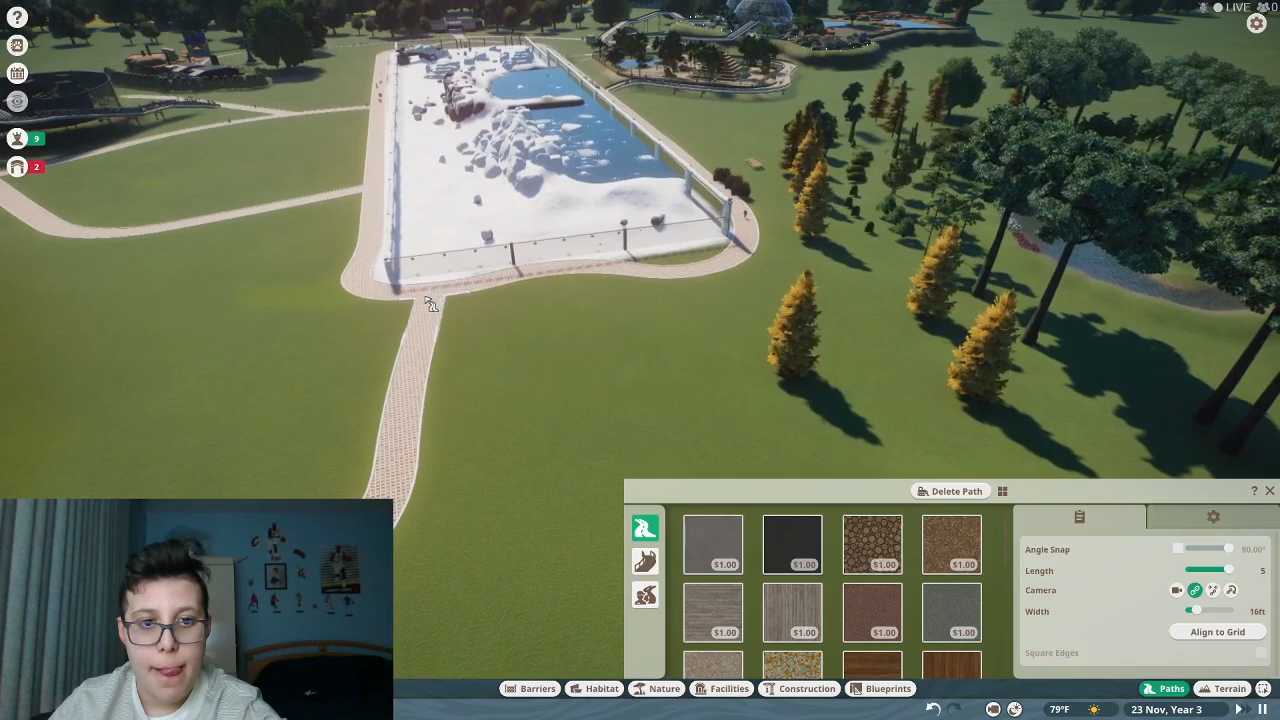 ?
LIVE 0
9
2
Delete Path
? ×
$1.00 $1.00 $1.00 $1.00
$1.00 $1.00 $1.00 $1.00
Angle Snap 90.00°
Length 5
Camera
Width 16ft
Align to Grid
Square Edges
Barriers Habitat Nature Facilities Construction Blueprints Paths Terrain
79°F 23 Nov, Year 3